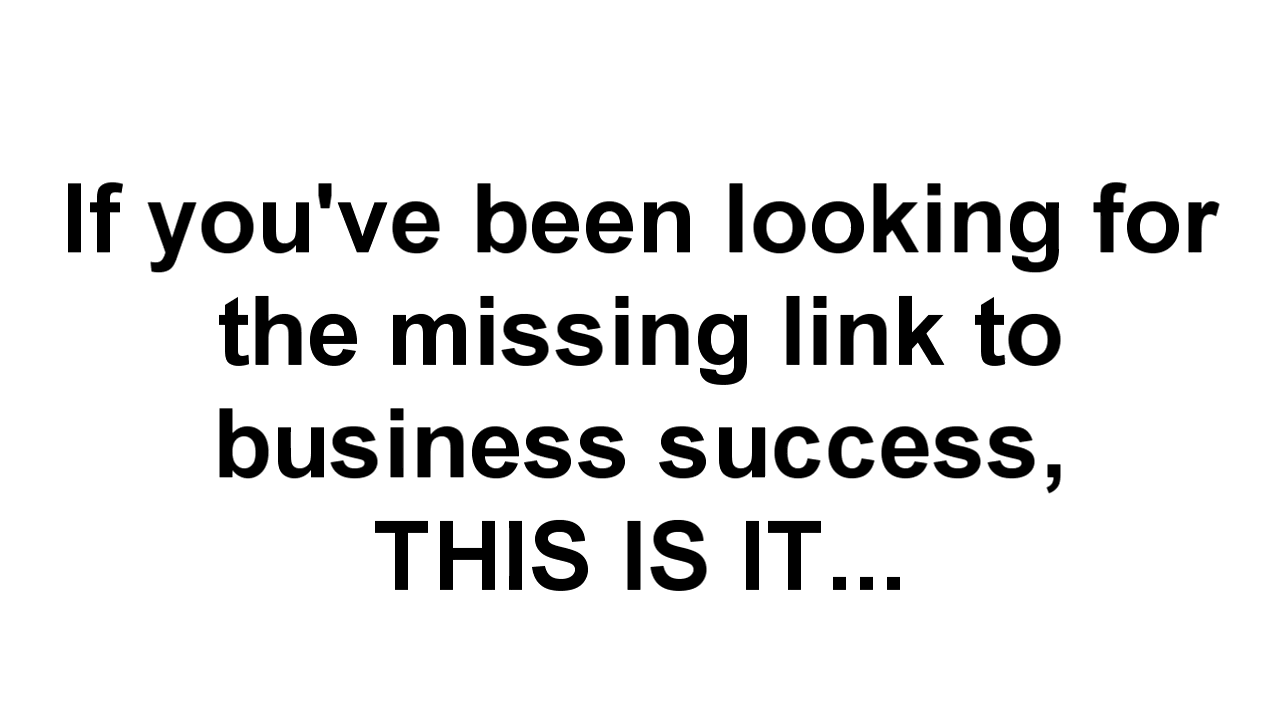 If you've been looking for
the missing link to
business success,
THIS IS IT...